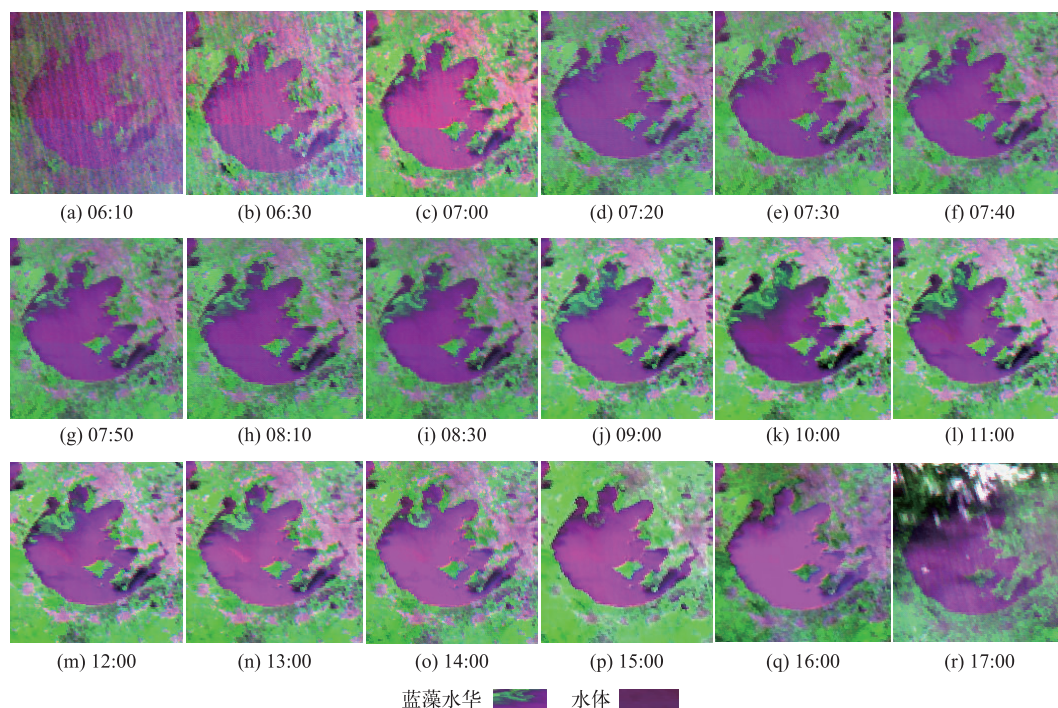 (a) 06:10 (b) 06:30 (c) 07:00 (d) 07:20 (e) 07:30 (f) 07:40
(g) 07:50 (h) 08:10 (i) 08:30 (j) 09:00 (k) 10:00 (l) 11:00
(m) 12:00 (n) 13:00 (o) 14:00 (p) 15:00 (q) 16:00 (r) 17:00
蓝藻水华 水体